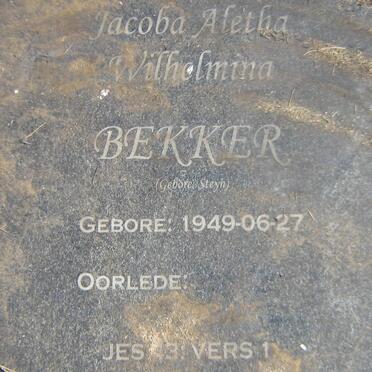 Jacoba Aletha
Wilhelmina
BEKKER
(Gebore: Steyn)
GEBORE: 1949-06-27
OORLEDE:
JES 43: VERS 1